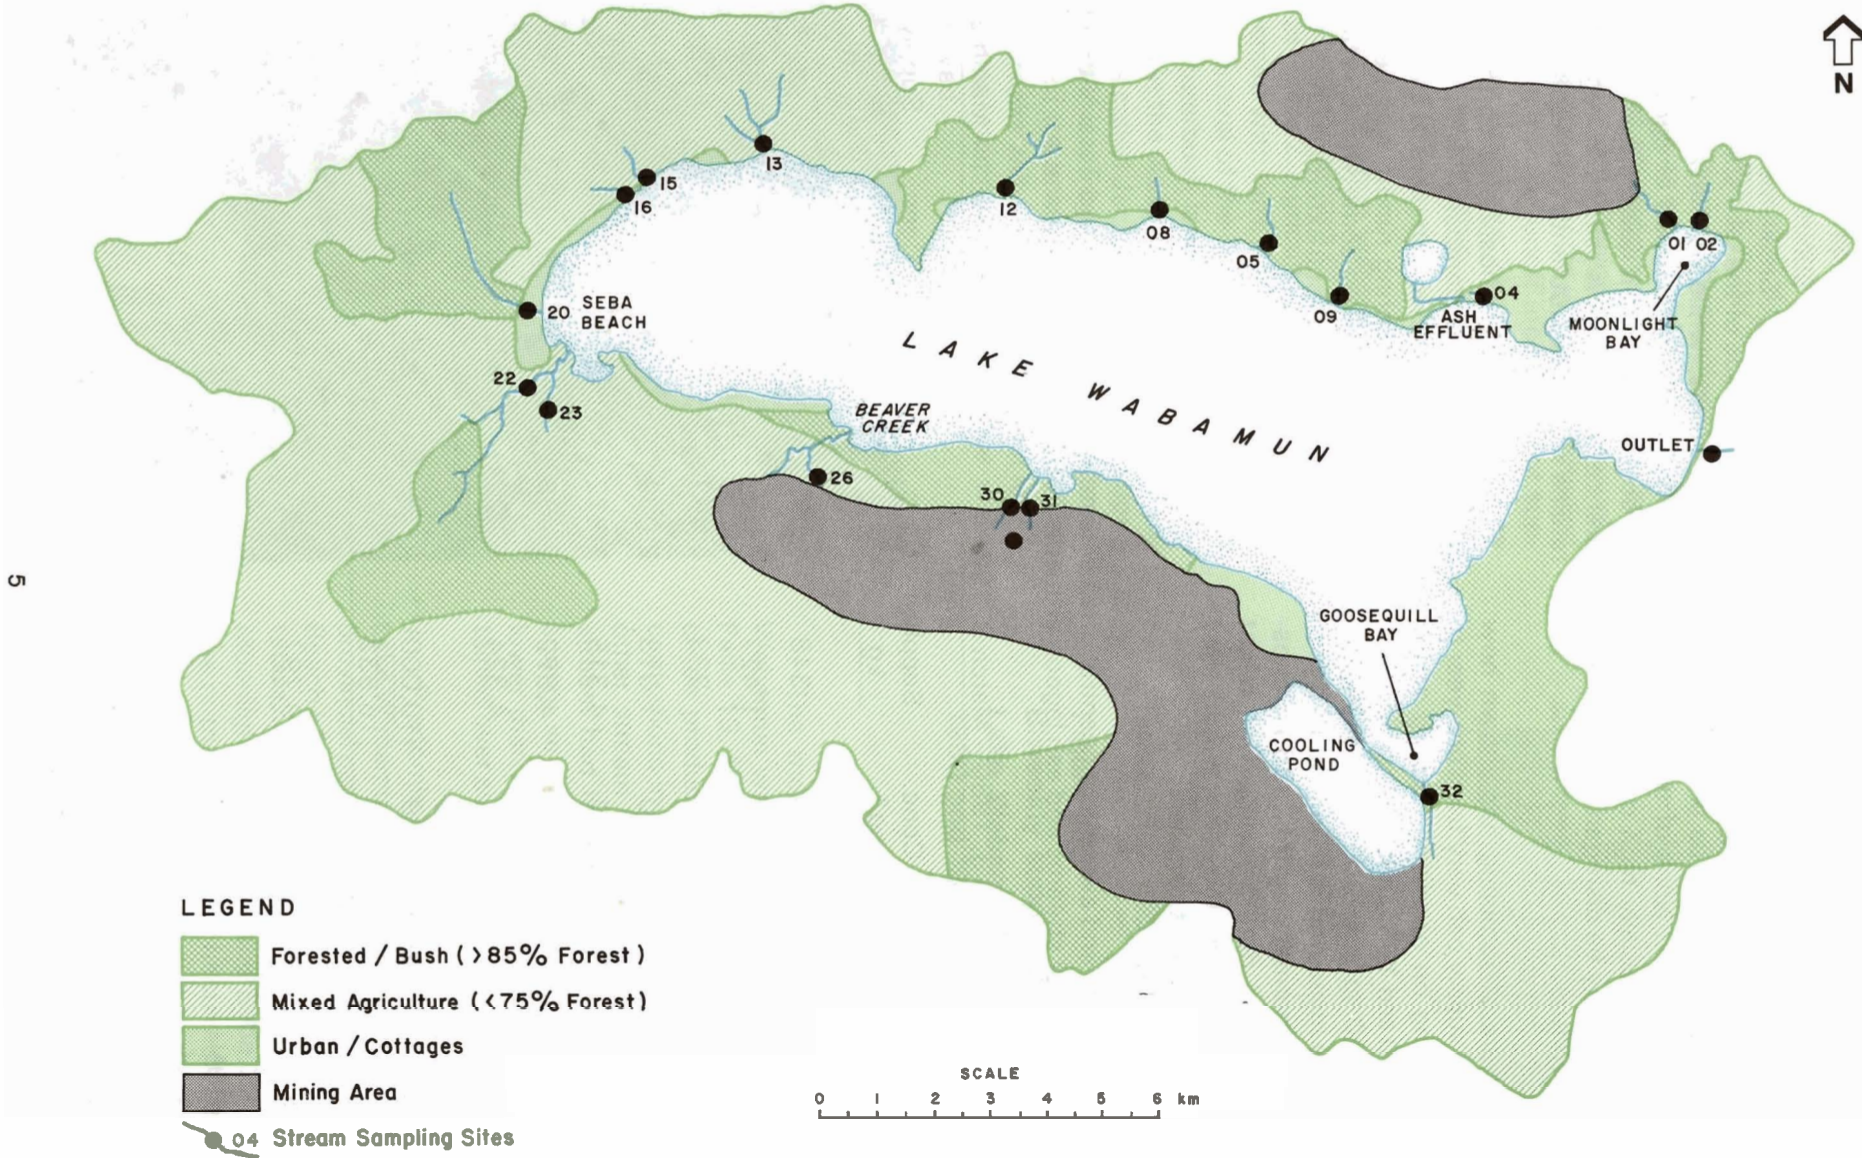 N
13
15
16
12
08
05
09
04
ASH
EFFLUENT
01 02
MOONLIGHT
BAY
20
SEBA
BEACH
22
23
LAKE WABAMUN
BEAVER
CREEK
26
30
31
OUTLET
5
GOOSEQUILL
BAY
COOLING
POND
32
LEGEND
Forested / Bush (>85% Forest)
Mixed Agriculture (<75% Forest)
Urban / Cottages
Mining Area
04 Stream Sampling Sites
SCALE
0 1 2 3 4 5 6 km